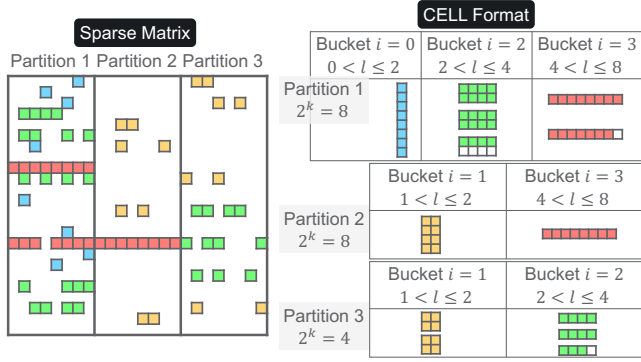 Sparse Matrix
Partition 1 Partition 2 Partition 3
CELL Format
Bucket i = 0
0 < l ≤ 2
Bucket i = 2
2 < l ≤ 4
Bucket i = 3
4 < l ≤ 8
Partition 1
2^k = 8
Bucket i = 1
1 < l ≤ 2
Bucket i = 3
4 < l ≤ 8
Partition 2
2^k = 8
Bucket i = 1
1 < l ≤ 2
Bucket i = 2
2 < l ≤ 4
Partition 3
2^k = 4